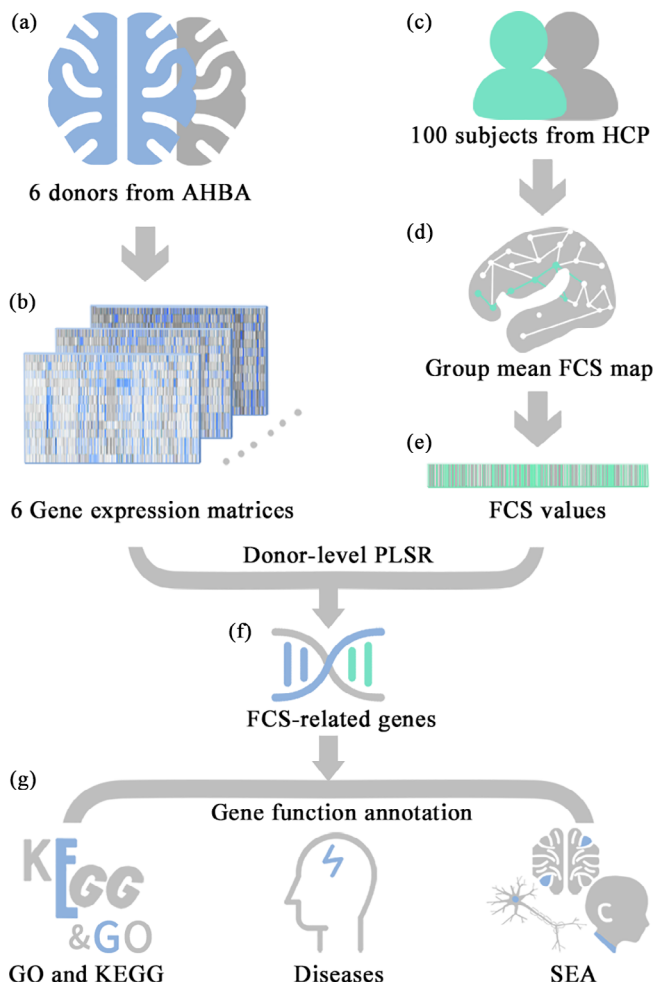 (a)
6 donors from AHBA
(b)
6 Gene expression matrices
(c)
100 subjects from HCP
(d)
Group mean FCS map
(e)
FCS values
Donor-level PLSR
(f)
FCS-related genes
(g)
Gene function annotation
KEGG
&GO
C
GO and KEGG
Diseases
SEA